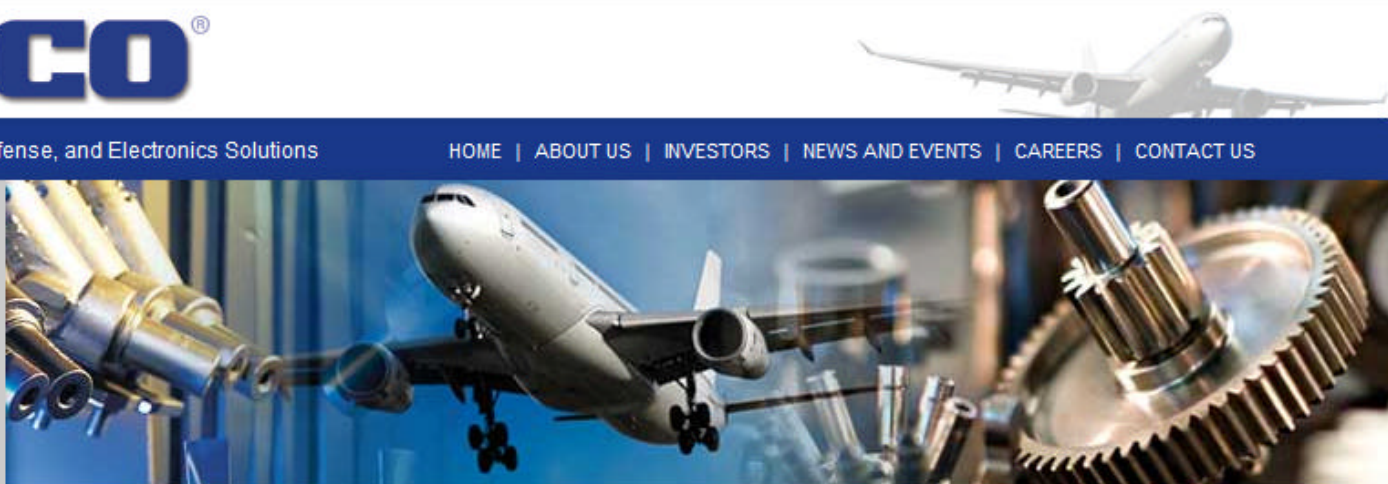 CO®
fense, and Electronics Solutions
HOME | ABOUT US | INVESTORS | NEWS AND EVENTS | CAREERS | CONTACT US